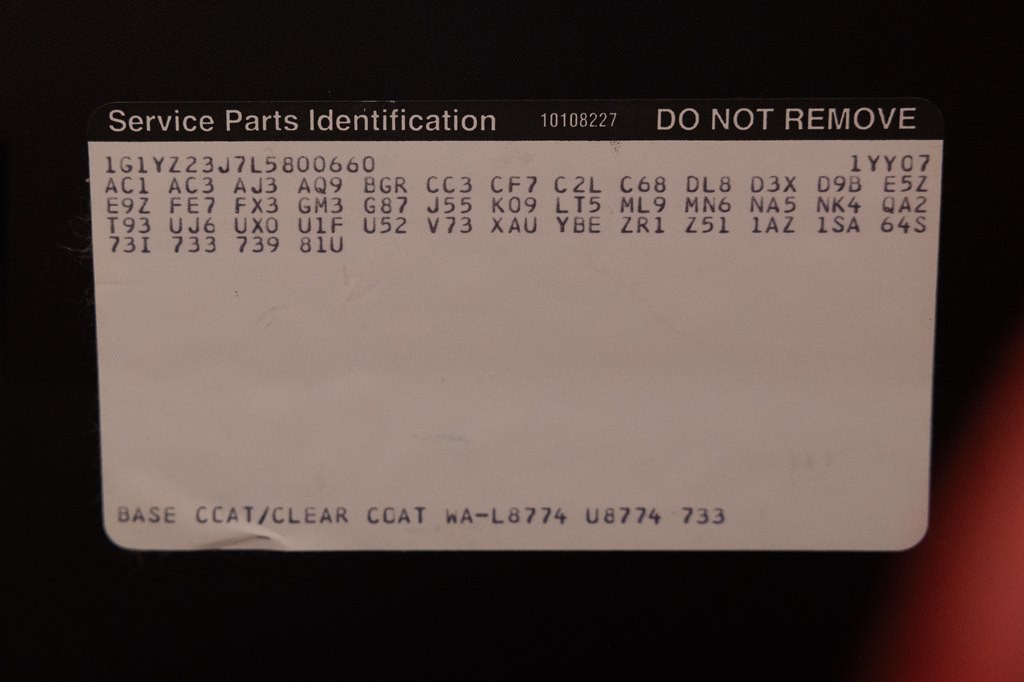 Service Parts Identification 10108227 DO NOT REMOVE
1G1YZ23J7L5800660 1YY07
AC1 AC3 AJ3 AQ9 BGR CC3 CF7 C2L C68 DL8 D3X D9B E5Z
E9Z FE7 FX3 GM3 G87 J55 K09 LT5 ML9 MN6 NA5 NK4 QA2
T93 UJ6 UX0 U1F U52 V73 XAU YBE ZR1 Z51 1AZ 1SA 64S
73I 733 739 81U
BASE CCAT/CLEAR COAT WA-L8774 U8774 733